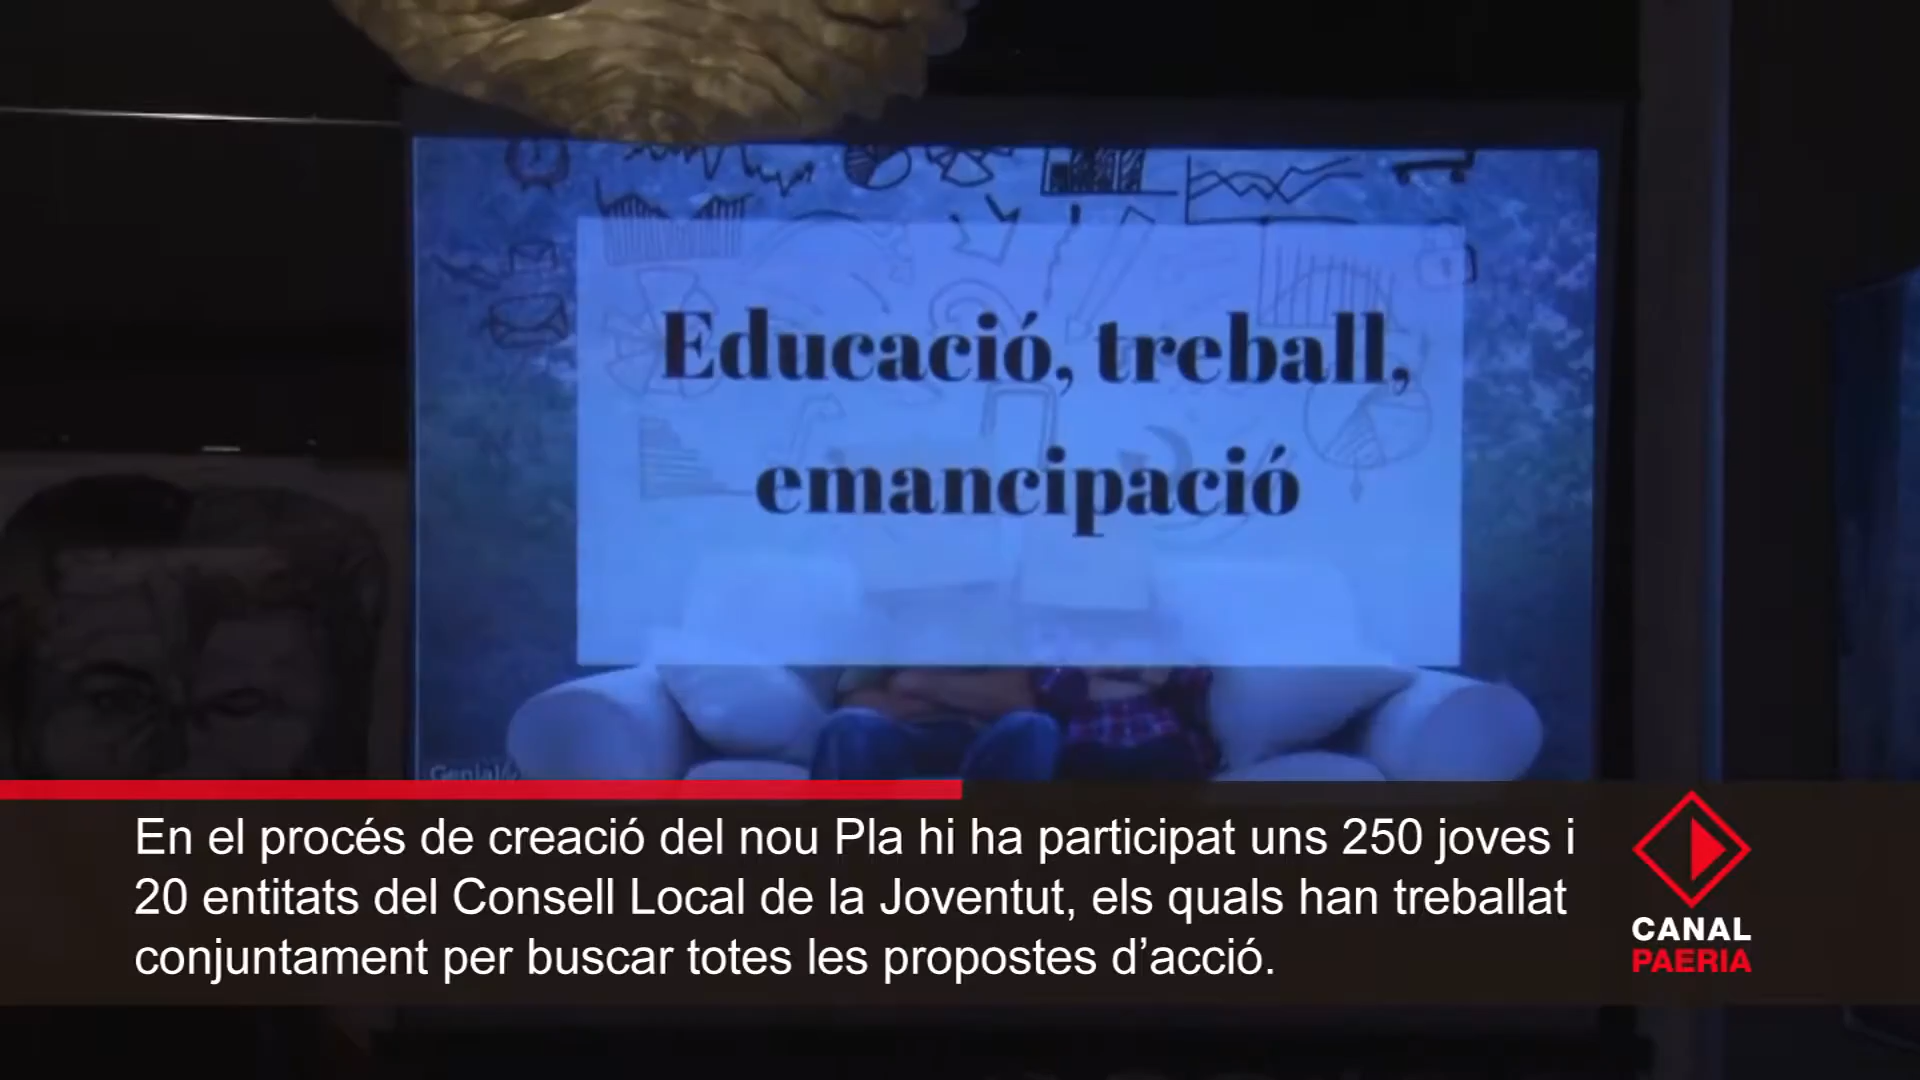 Educació, treball,
emancipació
Genially
En el procés de creació del nou Pla hi ha participat uns 250 joves i
20 entitats del Consell Local de la Joventut, els quals han treballat
conjuntament per buscar totes les propostes d’acció.
CANAL
PAERIA